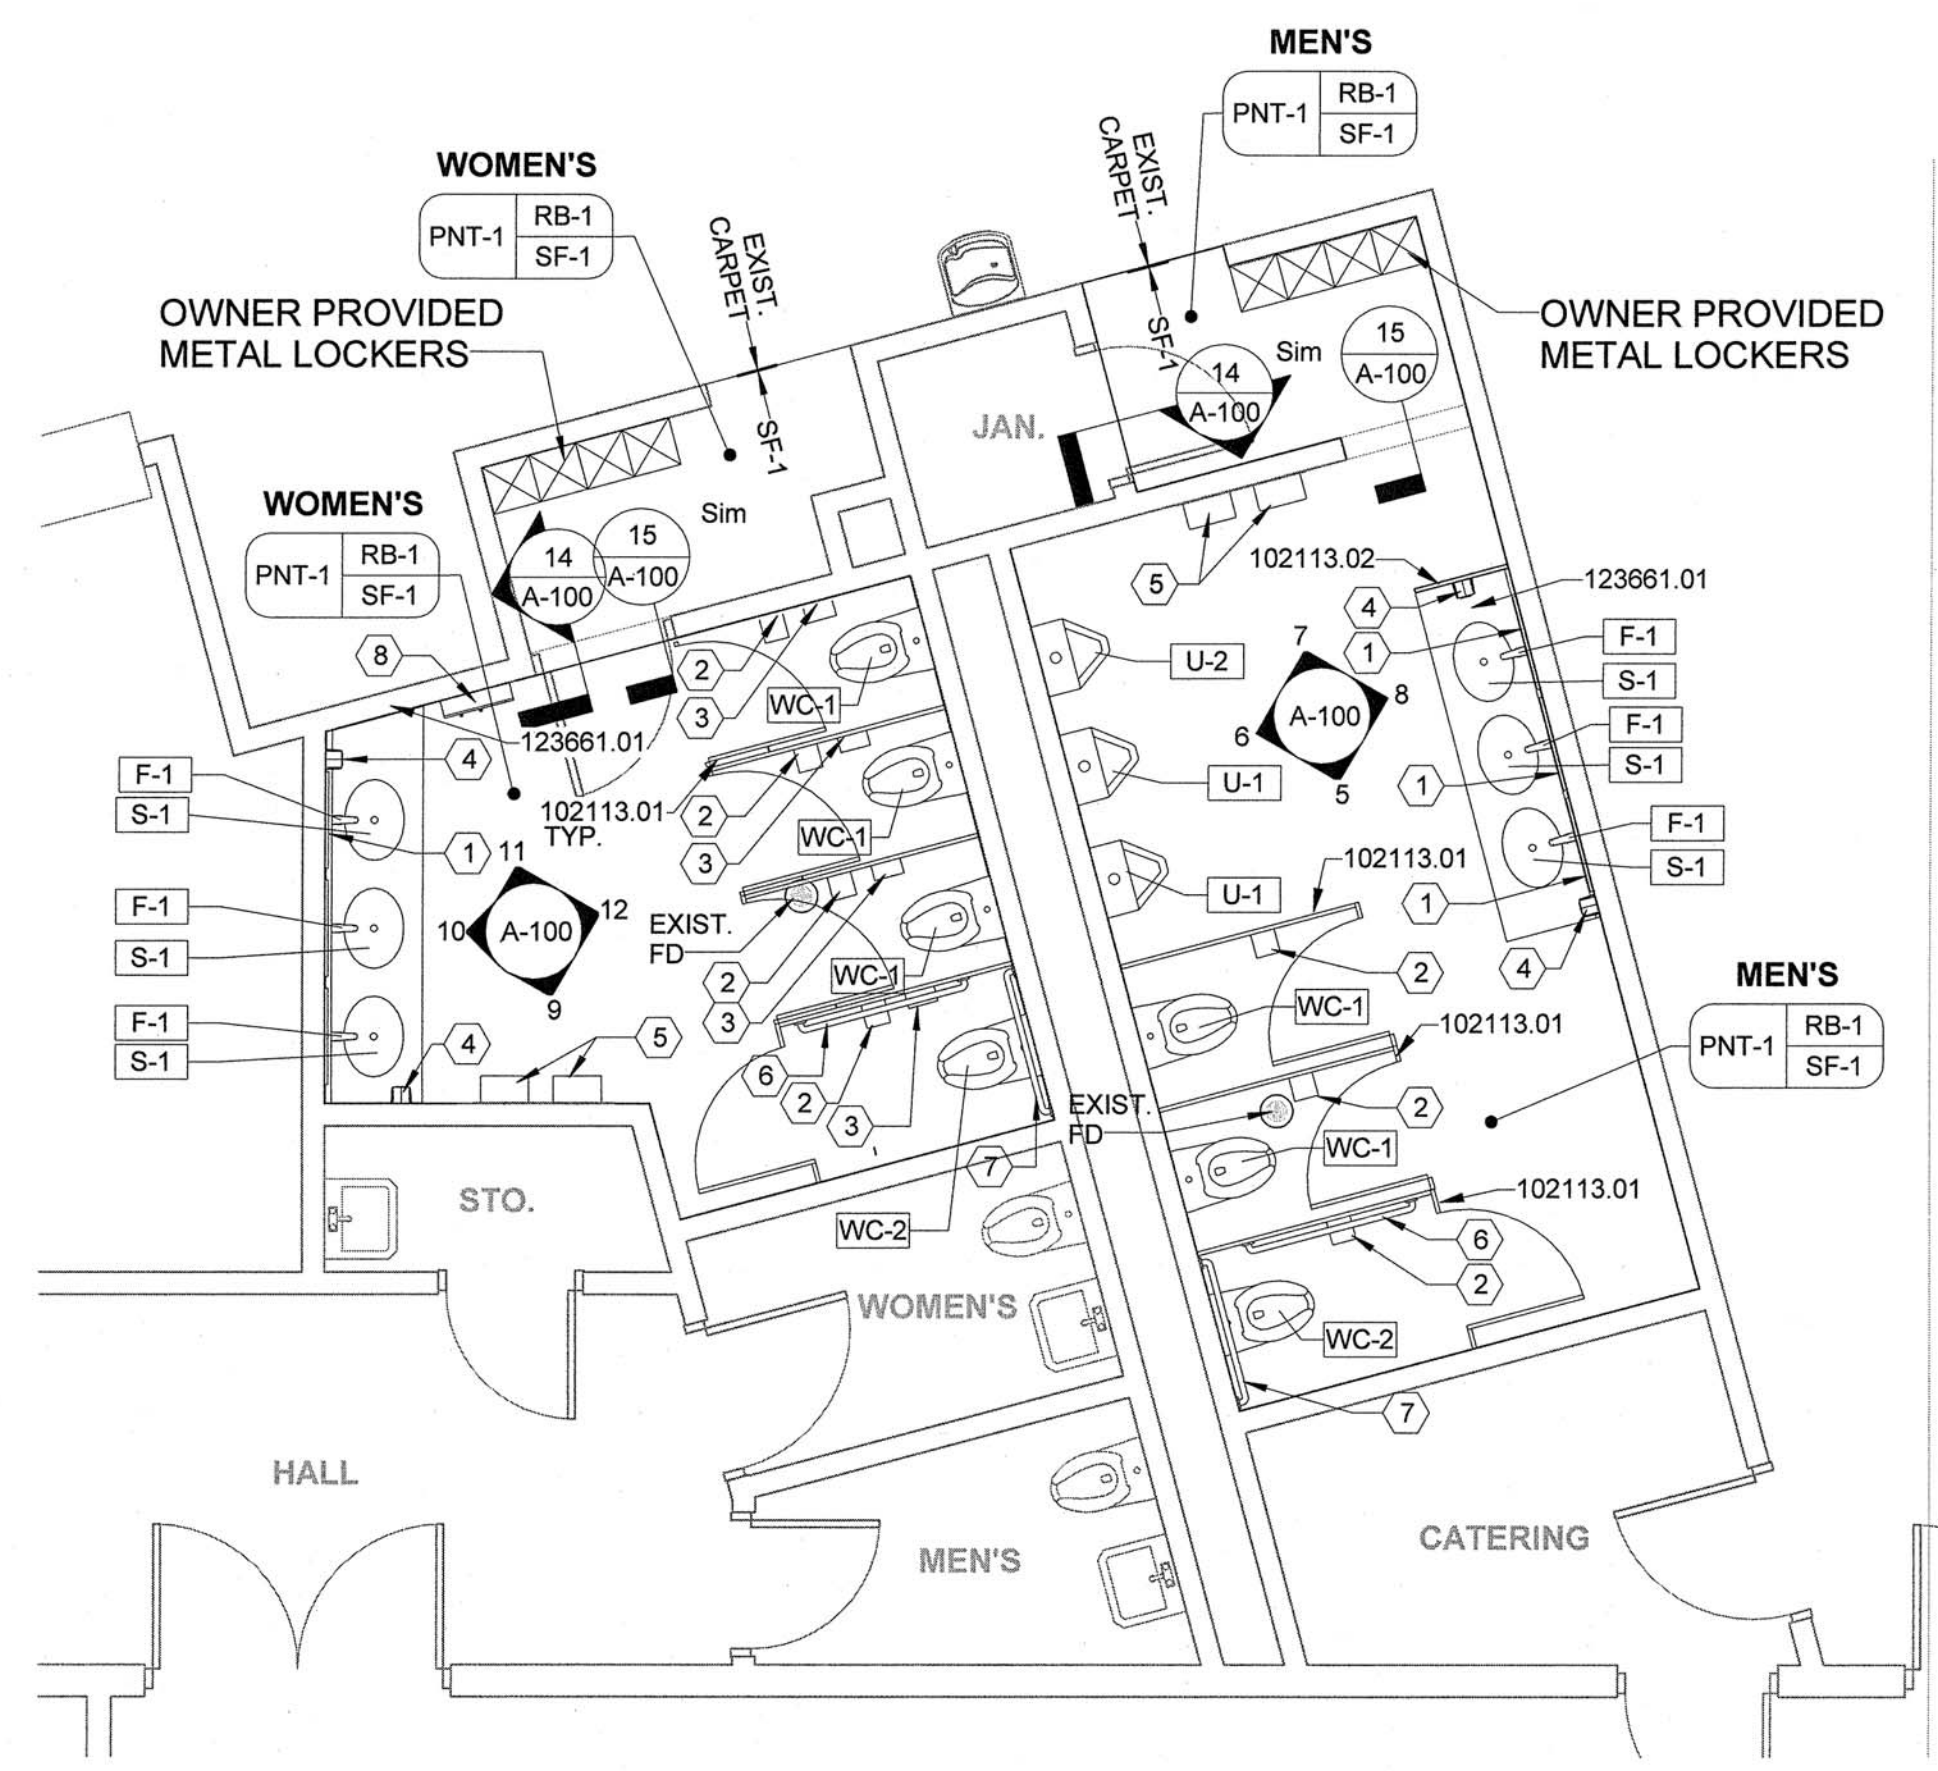 MEN'S
PNT-1
RB-1
SF-1
EXIST.
CARPET
SF-1
WOMEN'S
PNT-1
RB-1
SF-1
EXIST.
CARPET
SF-1
OWNER PROVIDED
METAL LOCKERS
OWNER PROVIDED
METAL LOCKERS
15
A-100
Sim
14
A-100
JAN.
WOMEN'S
PNT-1
RB-1
SF-1
Sim
15
A-100
14
A-100
8
123661.01
102113.02
123661.01
5
4
1
F-1
S-1
F-1
S-1
1
F-1
S-1
1
4
7
8
6
A-100
5
U-2
U-1
U-1
2
3
WC-1
2
3
WC-1
2
3
WC-1
4
F-1
S-1
1
102113.01
TYP.
11
10
A-100
12
9
F-1
S-1
F-1
S-1
4
5
EXIST.
FD
6
2
3
7
WC-2
102113.01
2
WC-1
102113.01
EXIST.
FD
2
WC-1
102113.01
6
2
WC-2
7
MEN'S
PNT-1
RB-1
SF-1
STO.
WOMEN'S
HALL
MEN'S
CATERING